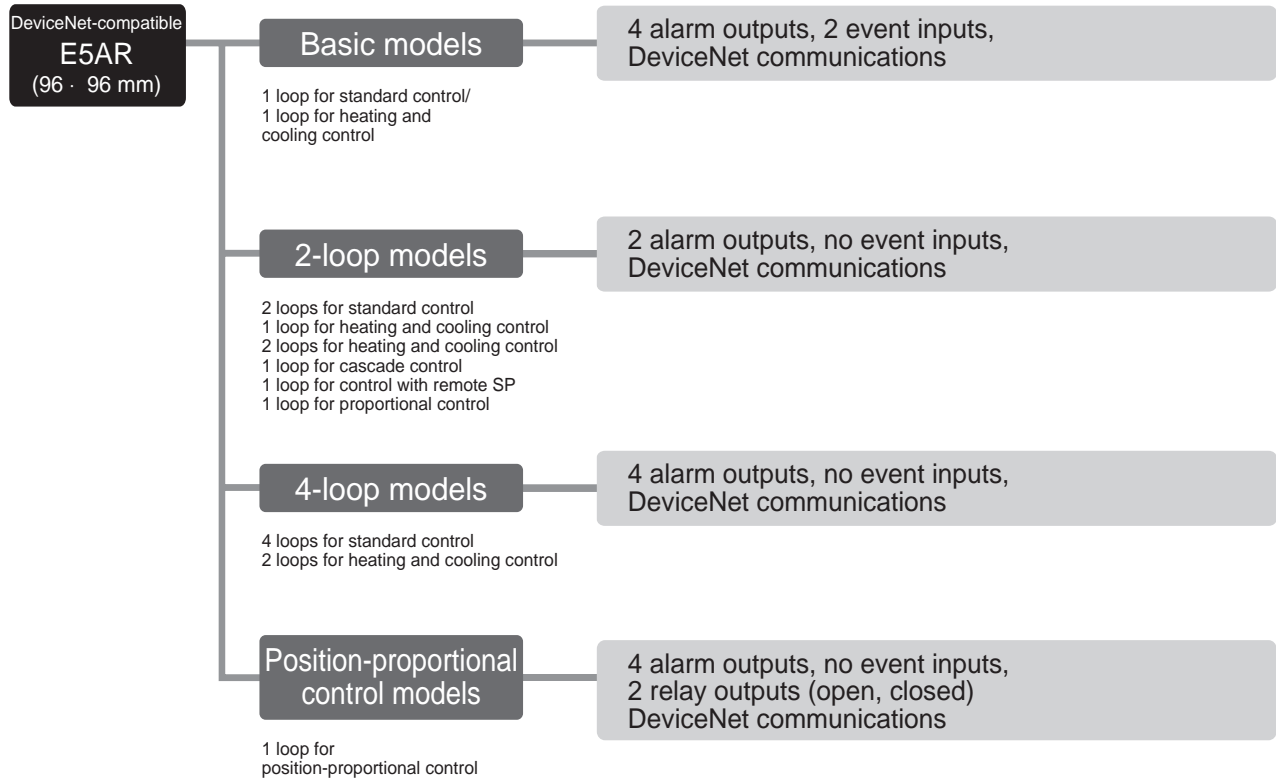 DeviceNet-compatible
E5AR
(96 · 96 mm)
Basic models
4 alarm outputs, 2 event inputs,
DeviceNet communications
1 loop for standard control/
1 loop for heating and
cooling control
2-loop models
2 alarm outputs, no event inputs,
DeviceNet communications
2 loops for standard control
1 loop for heating and cooling control
2 loops for heating and cooling control
1 loop for cascade control
1 loop for control with remote SP
1 loop for proportional control
4-loop models
4 alarm outputs, no event inputs,
DeviceNet communications
4 loops for standard control
2 loops for heating and cooling control
Position-proportional
control models
4 alarm outputs, no event inputs,
2 relay outputs (open, closed)
DeviceNet communications
1 loop for
position-proportional control